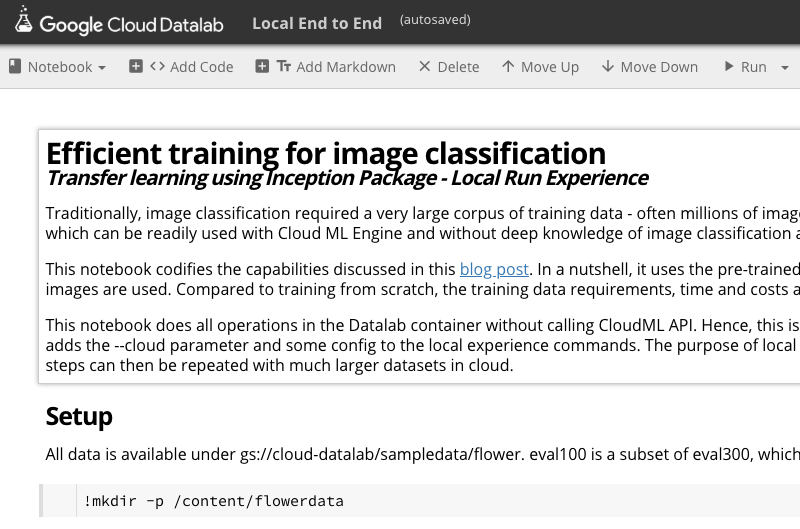 Google Cloud Datalab Local End to End (autosaved)
Notebook Add Code Add Markdown Delete Move Up Move Down Run
Efficient training for image classification
Transfer learning using Inception Package - Local Run Experience
Traditionally, image classification required a very large corpus of training data - often millions of
which can be readily used with Cloud ML Engine and without deep knowledge of image classification
This notebook codifies the capabilities discussed in this blog post. In a nutshell, it uses the pre-trained
images are used. Compared to training from scratch, the training data requirements, time and costs
This notebook does all operations in the Datalab container without calling CloudML API. Hence, this is
adds the --cloud parameter and some config to the local experience commands. The purpose of local
steps can then be repeated with much larger datasets in cloud.
Setup
All data is available under gs://cloud-datalab/sampledata/flower. eval100 is a subset of eval300, which
!mkdir -p /content/flowerdata